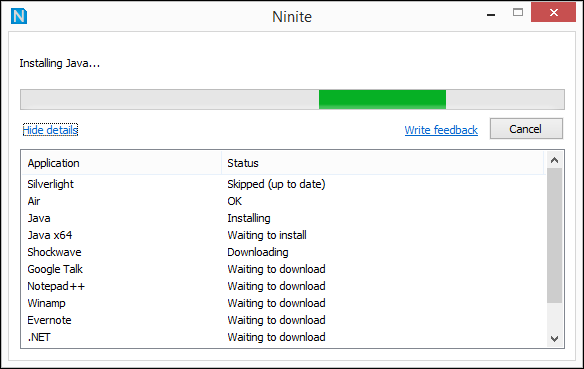 Ninite
Installing Java...
Hide details
Write feedback
Cancel
Application Status
Silverlight Skipped (up to date)
Air OK
Java Installing
Java x64 Waiting to install
Shockwave Downloading
Google Talk Waiting to download
Notepad++ Waiting to download
Winamp Waiting to download
Evernote Waiting to download
.NET Waiting to download